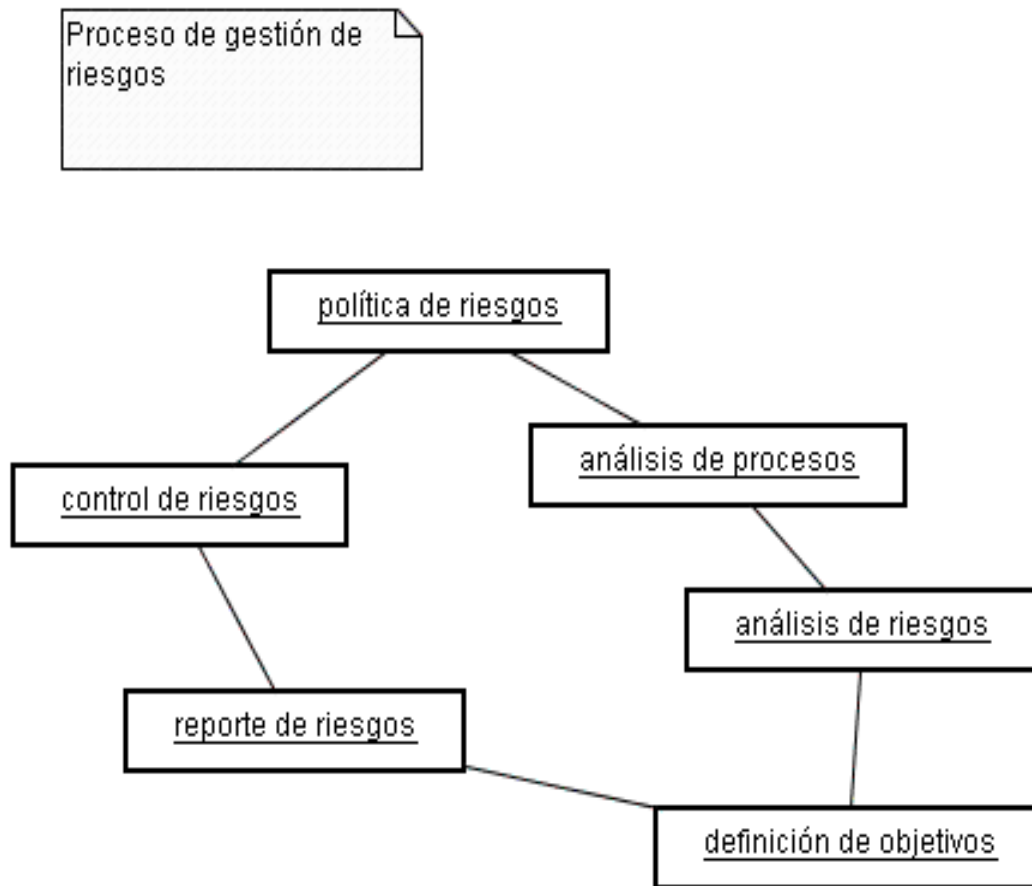 Proceso de gestión de
riesgos
política de riesgos
análisis de procesos
control de riesgos
análisis de riesgos
reporte de riesgos
definición de objetivos